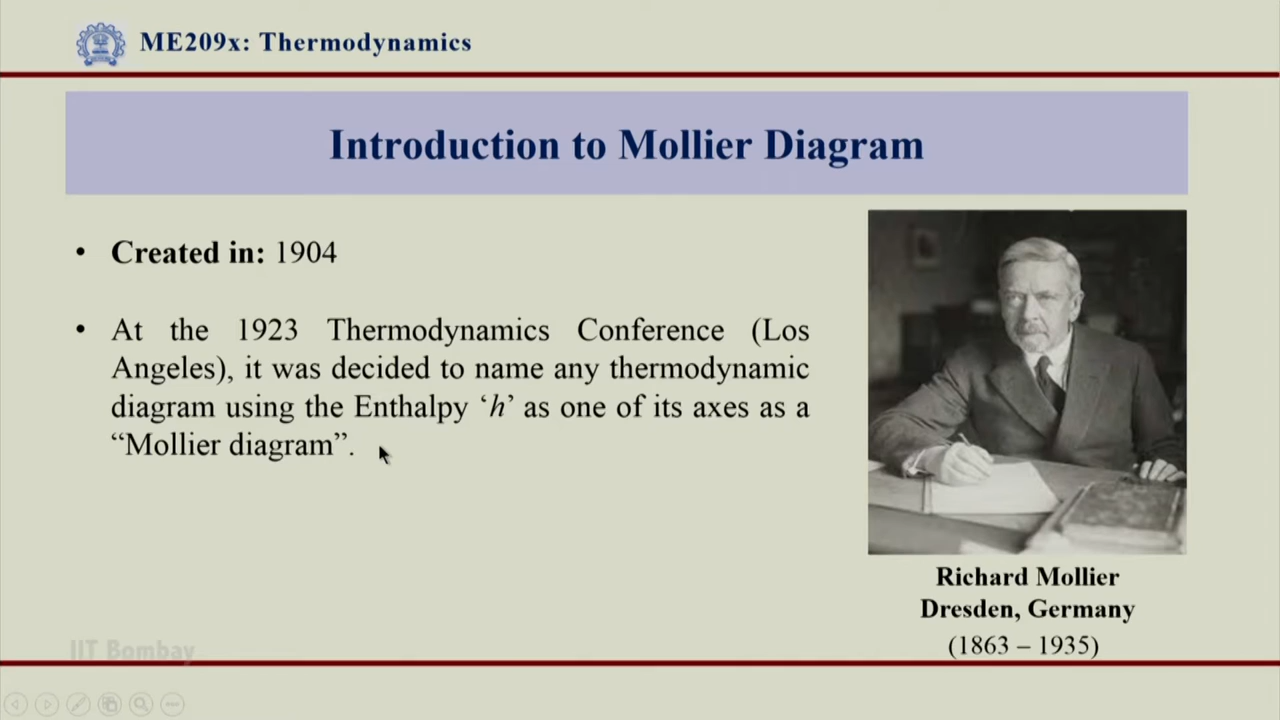 ME209x: Thermodynamics
Introduction to Mollier Diagram
• Created in: 1904
• At the 1923 Thermodynamics Conference (Los
Angeles), it was decided to name any thermodynamic
diagram using the Enthalpy ‘h’ as one of its axes as a
“Mollier diagram”.
Richard Mollier
Dresden, Germany
(1863 – 1935)
IIT Bombay